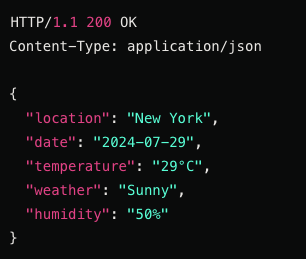 HTTP/1.1 200 OK
Content-Type: application/json
{
"location": "New York",
"date": "2024-07-29",
"temperature": "29°C",
"weather": "Sunny",
"humidity": "50%"
}